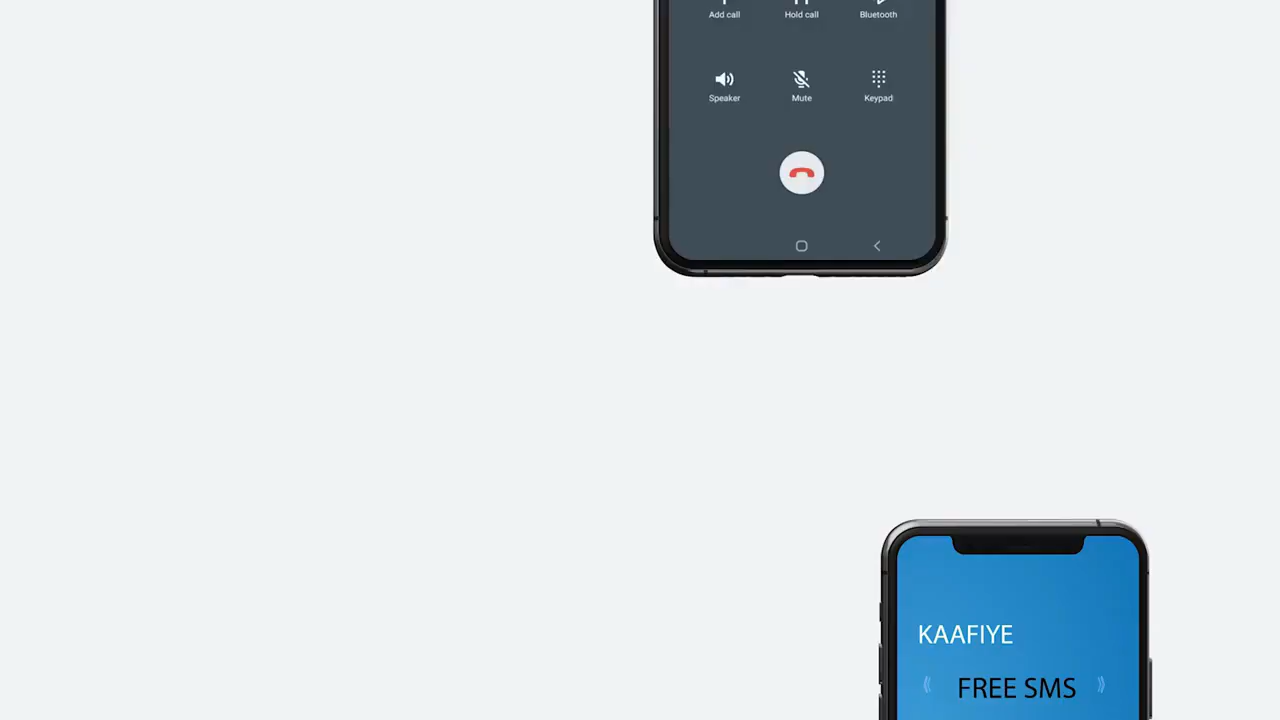 Add call Hold call Bluetooth
Speaker Mute Keypad
KAAFIYE
FREE SMS